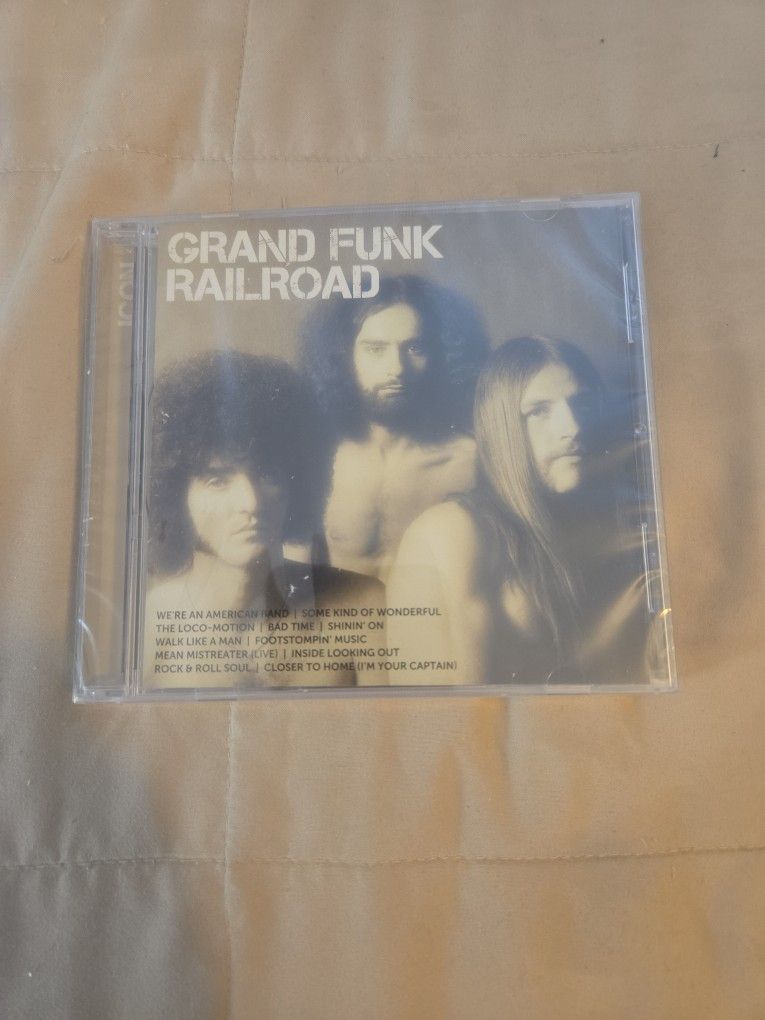 GRAND FUNK
RAILROAD
ICON
WE'RE AN AMERICAN BAND | SOME KIND OF WONDERFUL
THE LOCO-MOTION | BAD TIME | SHININ' ON
WALK LIKE A MAN | FOOTSTOMPIN' MUSIC
MEAN MISTREATER (LIVE) | INSIDE LOOKING OUT
ROCK & ROLL SOUL | CLOSER TO HOME (I'M YOUR CAPTAIN)